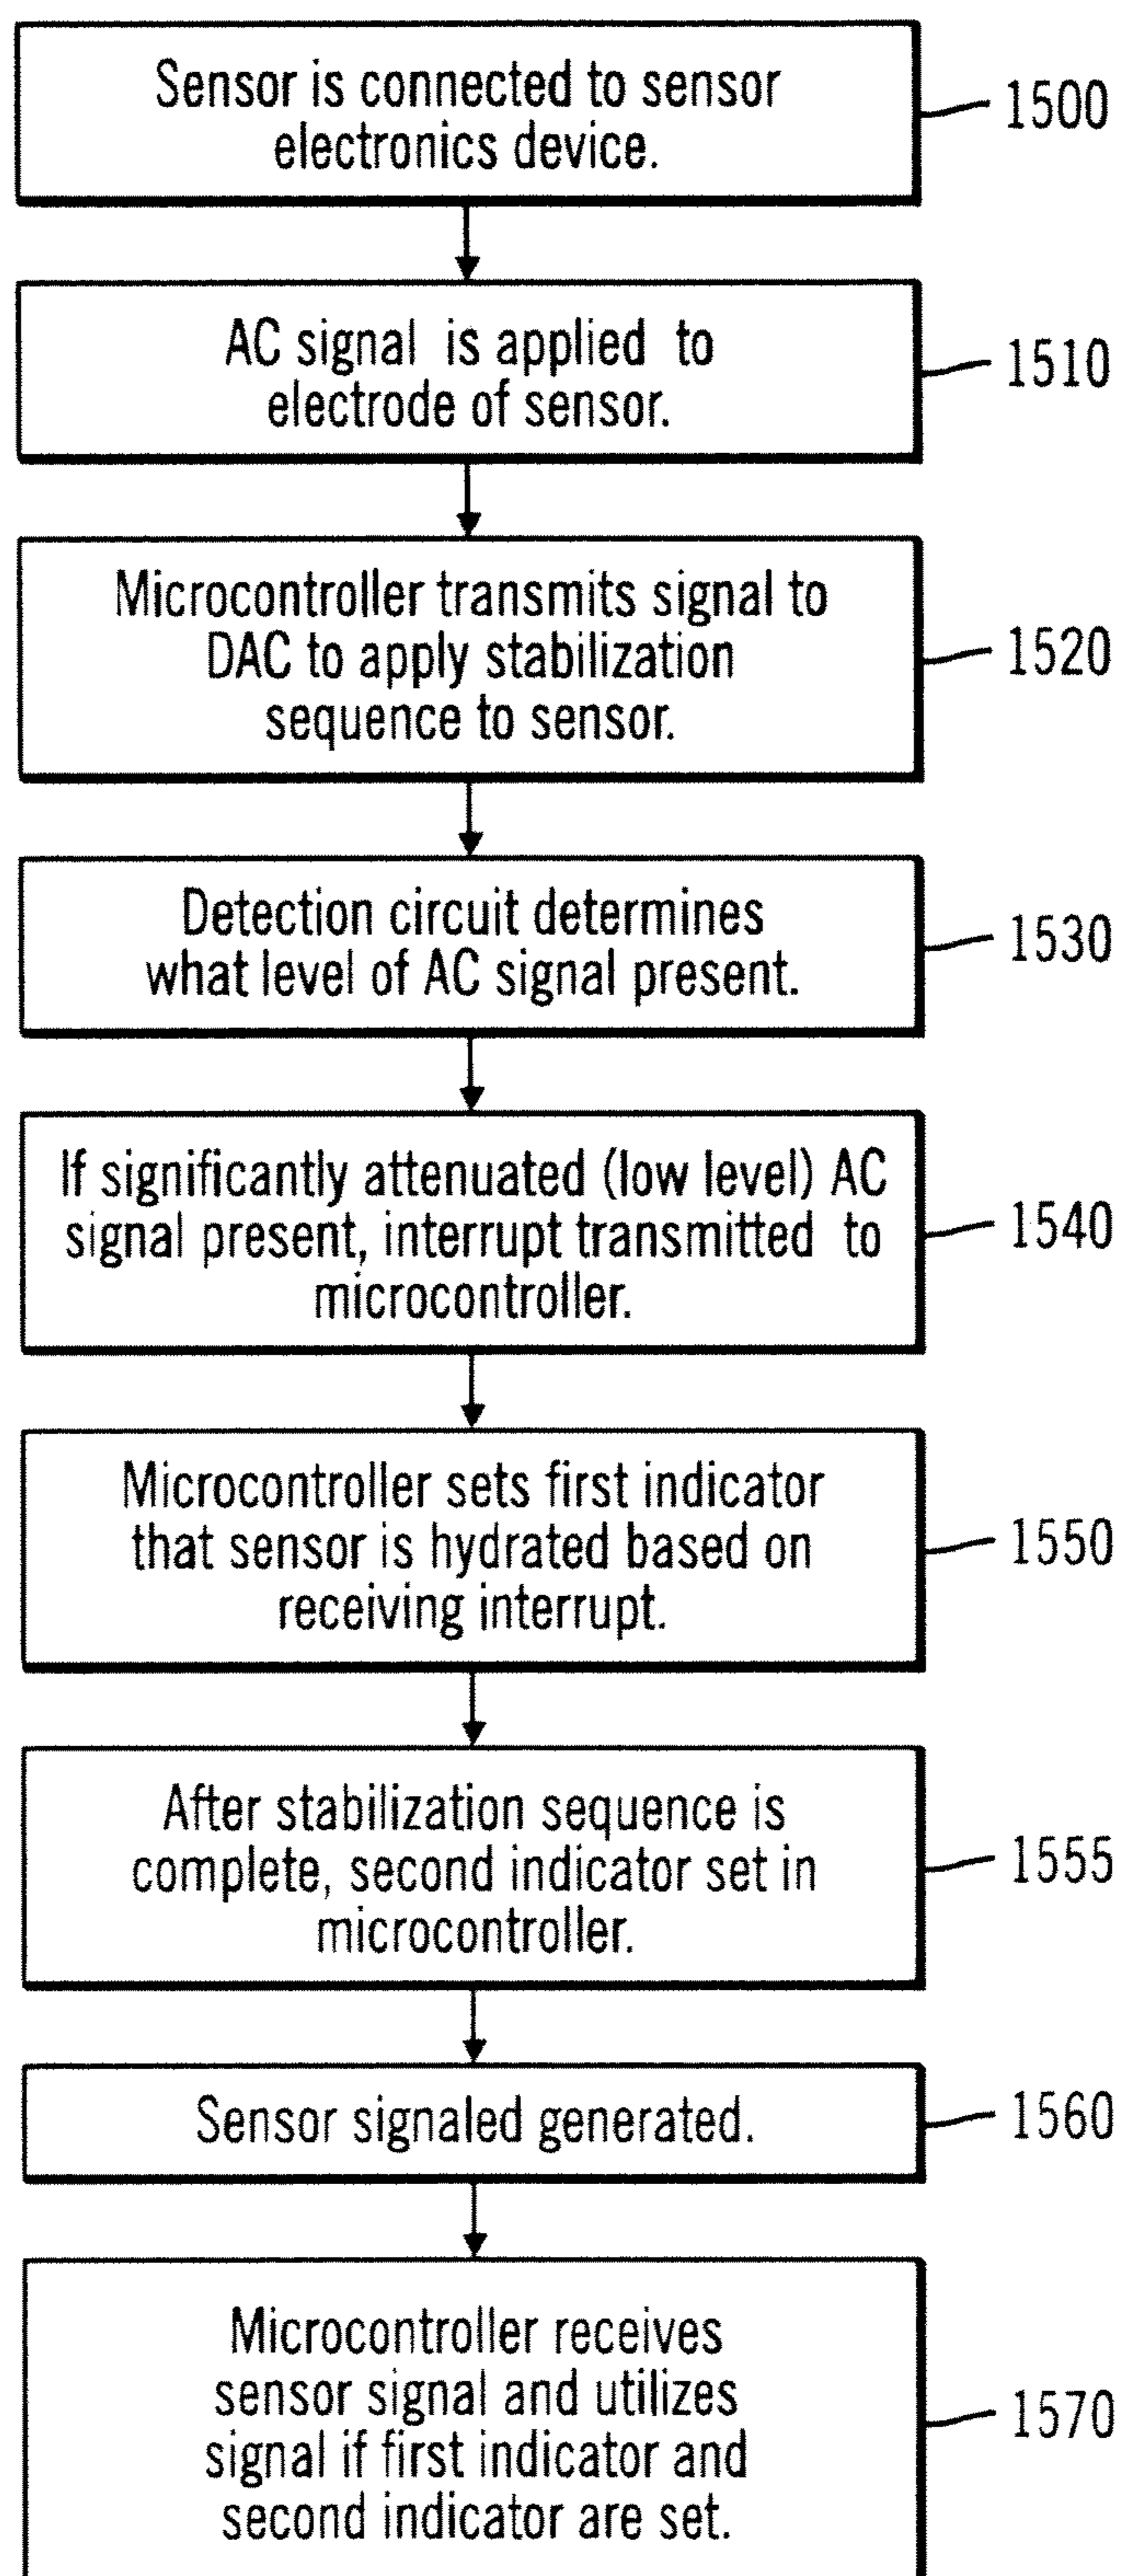 Sensor is connected to sensor
electronics device.
1500
AC signal is applied to
electrode of sensor.
1510
Microcontroller transmits signal to
DAC to apply stabilization
sequence to sensor.
1520
Detection circuit determines
what level of AC signal present.
1530
If significantly attenuated (low level) AC
signal present, interrupt transmitted to
microcontroller.
1540
Microcontroller sets first indicator
that sensor is hydrated based on
receiving interrupt.
1550
After stabilization sequence is
complete, second indicator set in
microcontroller.
1555
Sensor signaled generated.
1560
Microcontroller receives
sensor signal and utilizes
signal if first indicator and
second indicator are set.
1570